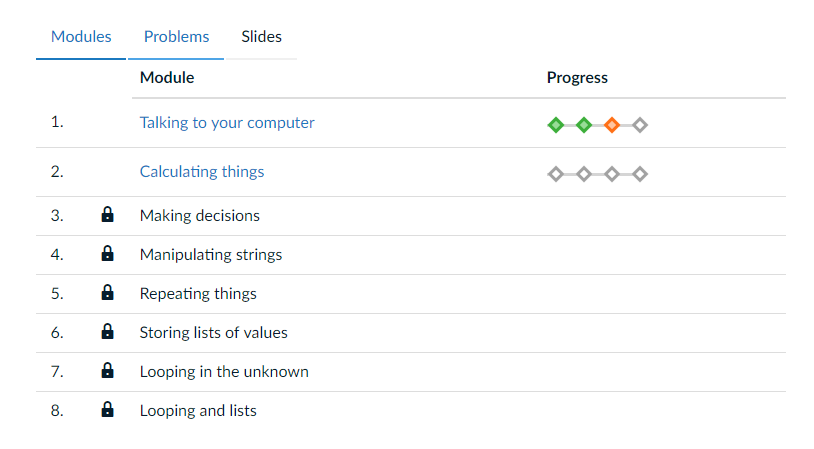 Modules Problems Slides
Module Progress
1. Talking to your computer
2. Calculating things
3. Making decisions
4. Manipulating strings
5. Repeating things
6. Storing lists of values
7. Looping in the unknown
8. Looping and lists